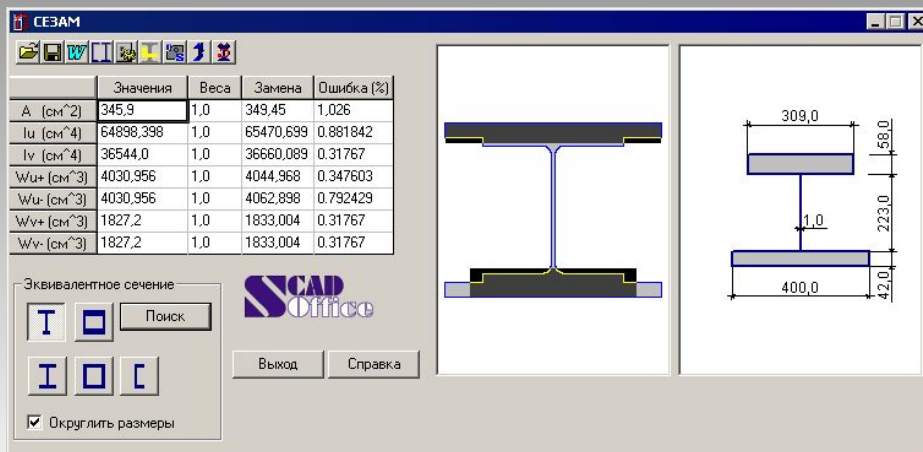 СЕЗАМ
Значения Веса Замена Ошибка (%)
A (см^2) 345,9 1,0 349,45 1,026
Iu (см^4) 64898,398 1,0 65470,699 0.881842
Iv (см^4) 36544,0 1,0 36660,089 0.31767
Wu+ (см^3) 4030,956 1,0 4044,968 0.347603
Wu- (см^3) 4030,956 1,0 4062,898 0.792429
Wv+ (см^3) 1827,2 1,0 1833,004 0.31767
Wv- (см^3) 1827,2 1,0 1833,004 0.31767
Эквивалентное сечение
Поиск
Округлить размеры
SCAD
Office
Выход Справка
309,0
58,0
1,0
223,0
400,0
42,0